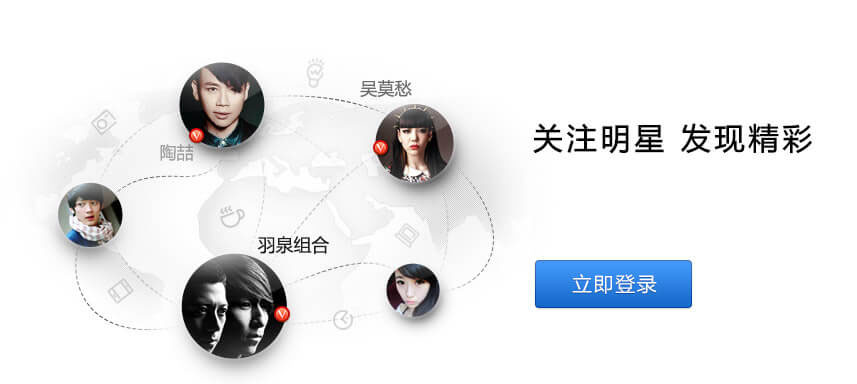 吴莫愁
陶喆
羽泉组合
关注明星 发现精彩
立即登录